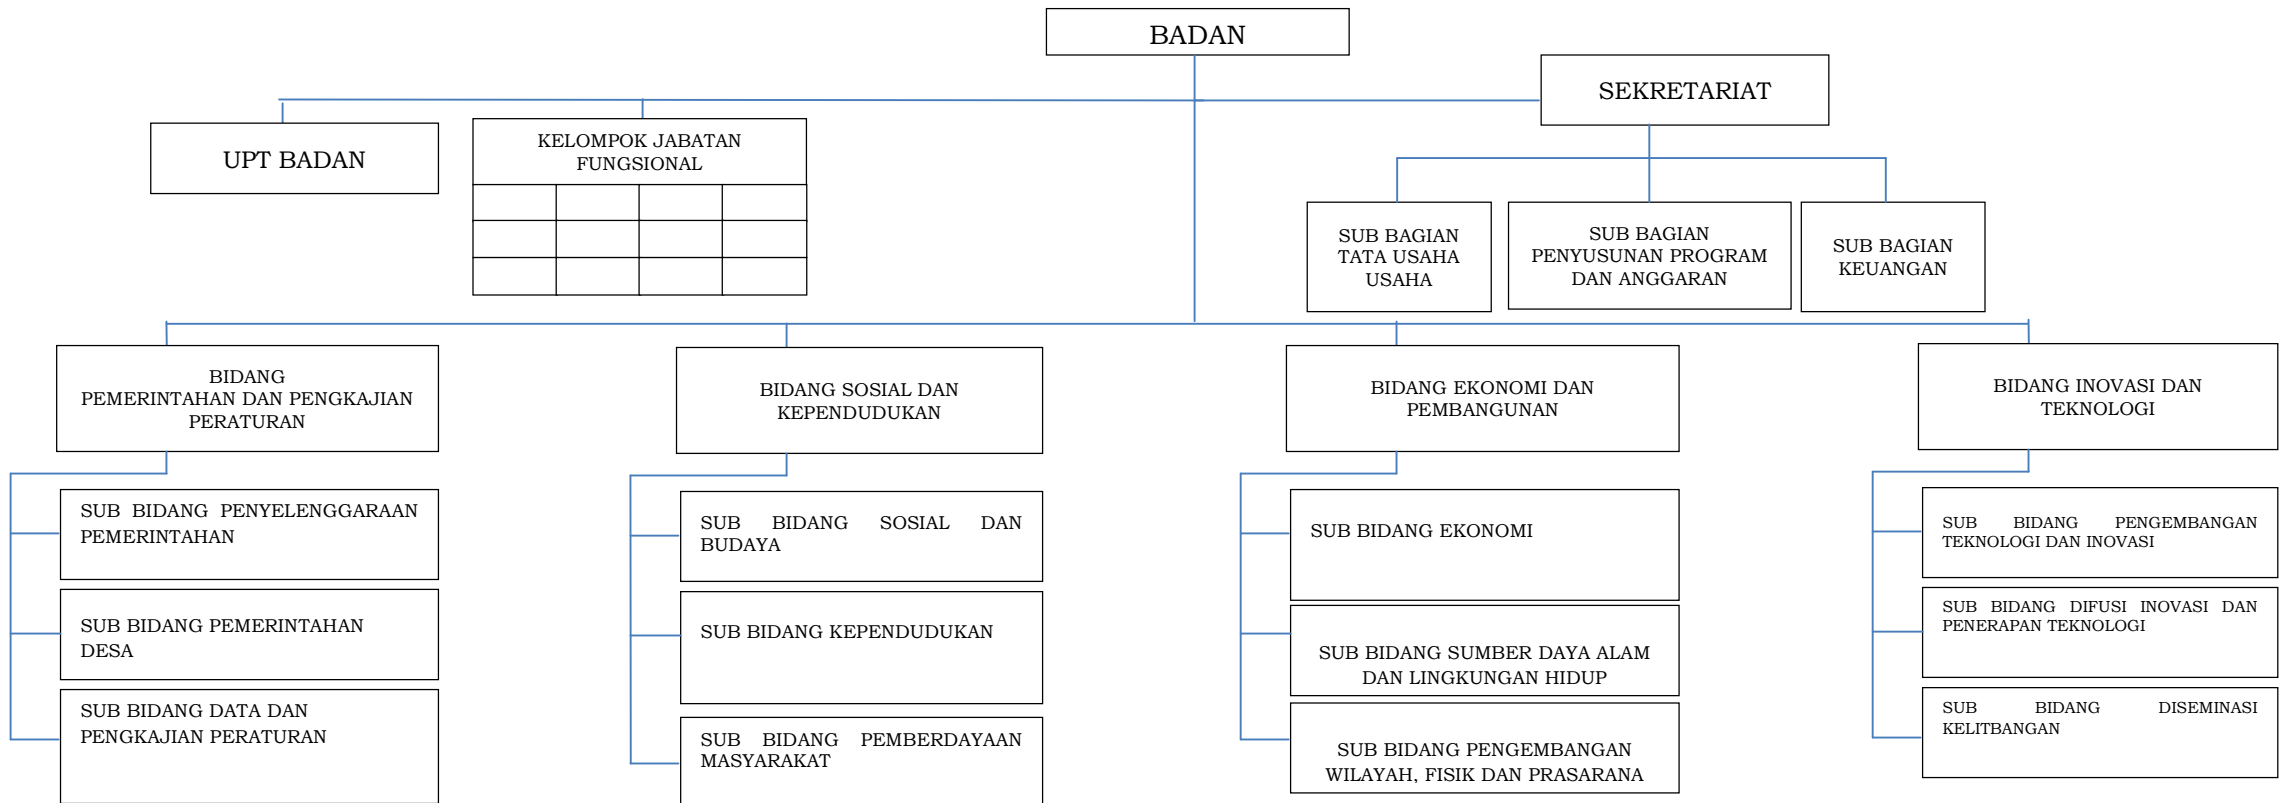 BADAN
SEKRETARIAT
UPT BADAN
KELOMPOK JABATAN
FUNGSIONAL
SUB BAGIAN
TATA USAHA
USAHA
SUB BAGIAN
PENYUSUNAN PROGRAM
DAN ANGGARAN
SUB BAGIAN
KEUANGAN
BIDANG
PEMERINTAHAN DAN PENGKAJIAN
PERATURAN
BIDANG SOSIAL DAN
KEPENDUDUKAN
BIDANG EKONOMI DAN
PEMBANGUNAN
BIDANG INOVASI DAN
TEKNOLOGI
SUB BIDANG PENYELENGGARAAN
PEMERINTAHAN
SUB BIDANG PEMERINTAHAN
DESA
SUB BIDANG DATA DAN
PENGKAJIAN PERATURAN
SUB BIDANG SOSIAL DAN
BUDAYA
SUB BIDANG KEPENDUDUKAN
SUB BIDANG PEMBERDAYAAN
MASYARAKAT
SUB BIDANG EKONOMI
SUB BIDANG SUMBER DAYA ALAM
DAN LINGKUNGAN HIDUP
SUB BIDANG PENGEMBANGAN
WILAYAH, FISIK DAN PRASARANA
SUB BIDANG PENGEMBANGAN
TEKNOLOGI DAN INOVASI
SUB BIDANG DIFUSI INOVASI DAN
PENERAPAN TEKNOLOGI
SUB BIDANG DISEMINASI
KELITBANGAN